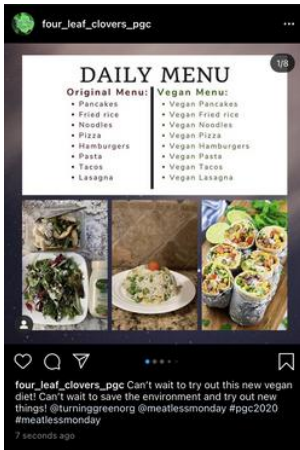 four_leaf_clovers_pgc
1/8
DAILY MENU
Original Menu:
• Pancakes
• Fried rice
• Noodles
• Pizza
• Hamburgers
• Pasta
• Tacos
• Lasagna
Vegan Menu:
• Vegan Pancakes
• Vegan Fried rice
• Vegan Noodles
• Vegan Pizza
• Vegan Hamburgers
• Vegan Pasta
• Vegan Tacos
• Vegan Lasagna
four_leaf_clovers_pgc Can't wait to try out this new vegan
diet! Can't wait to save the environment and try out new
things! @turninggreenorg @meatlessmonday #pgc2020
#meatlessmonday
7 seconds ago